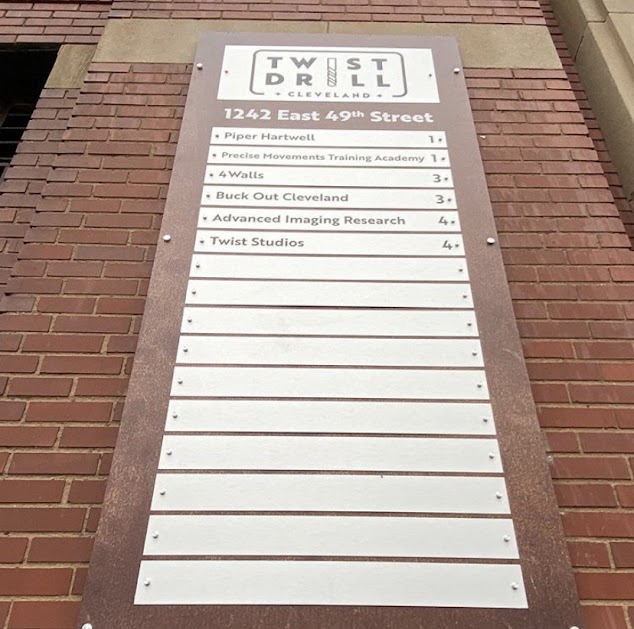 TWIST
DRILL
CLEVELAND
1242 East 49th Street
Piper Hartwell 1
Precise Movements Training Academy 1
4Walls 3
Buck Out Cleveland 3
Advanced Imaging Research 4
Twist Studios 4